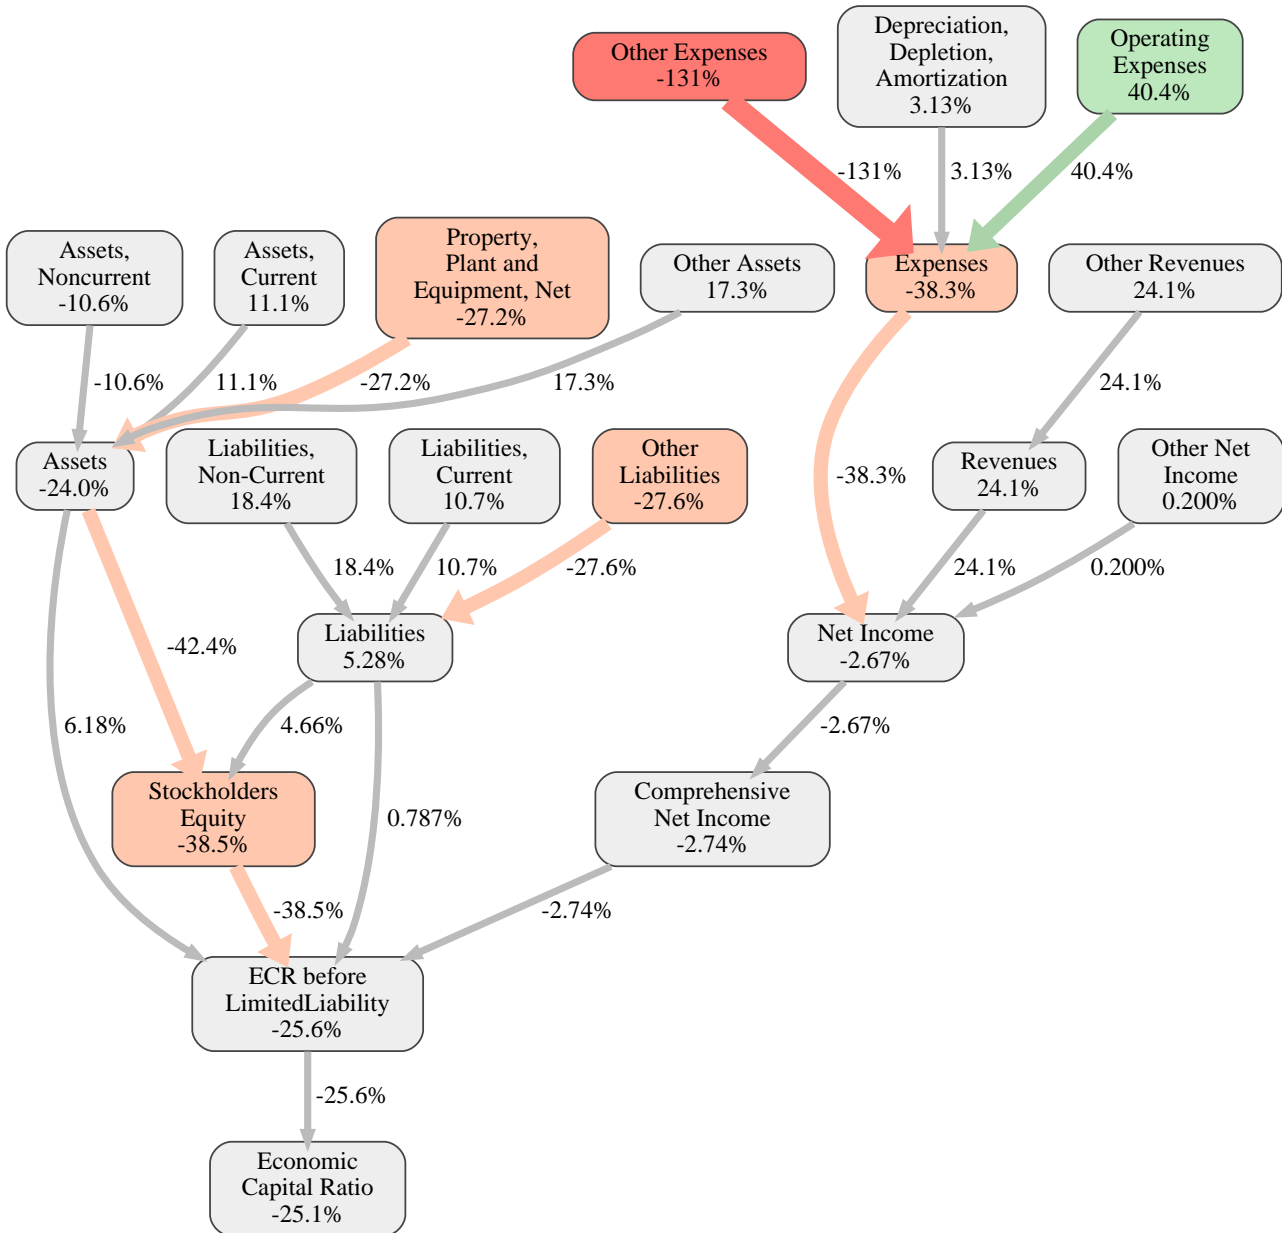 Other Expenses
-131%
Depreciation,
Depletion,
Amortization
3.13%
Operating
Expenses
40.4%
-131%
3.13%
40.4%
Assets,
Noncurrent
-10.6%
Assets,
Current
11.1%
Property,
Plant and
Equipment, Net
-27.2%
Other Assets
17.3%
Expenses
-38.3%
Other Revenues
24.1%
-10.6%
11.1%
-27.2%
17.3%
24.1%
Assets
-24.0%
Liabilities,
Non-Current
18.4%
Liabilities,
Current
10.7%
Other
Liabilities
-27.6%
-38.3%
Revenues
24.1%
Other Net
Income
0.200%
18.4%
10.7%
-27.6%
24.1%
0.200%
-42.4%
Liabilities
5.28%
Net Income
-2.67%
6.18%
4.66%
0.787%
-2.67%
Stockholders
Equity
-38.5%
Comprehensive
Net Income
-2.74%
-38.5%
-2.74%
ECR before
LimitedLiability
-25.6%
-25.6%
Economic
Capital Ratio
-25.1%